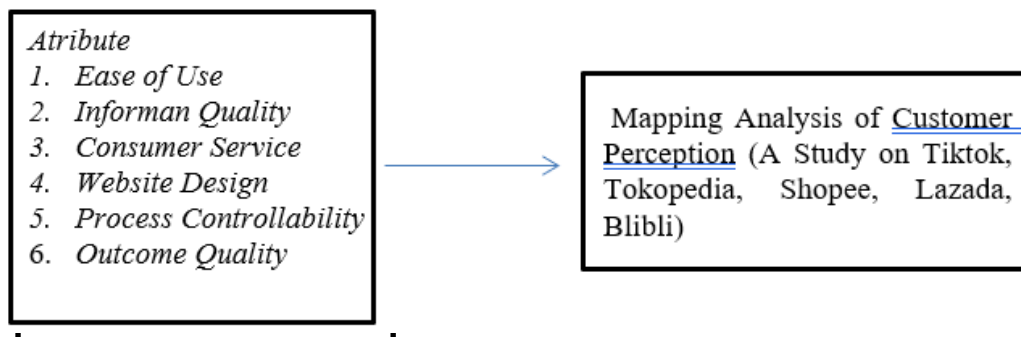 Atribute
1. Ease of Use
2. Informan Quality
3. Consumer Service
4. Website Design
5. Process Controllability
6. Outcome Quality
Mapping Analysis of Customer
Perception (A Study on Tiktok,
Tokopedia, Shopee, Lazada,
Blibli)